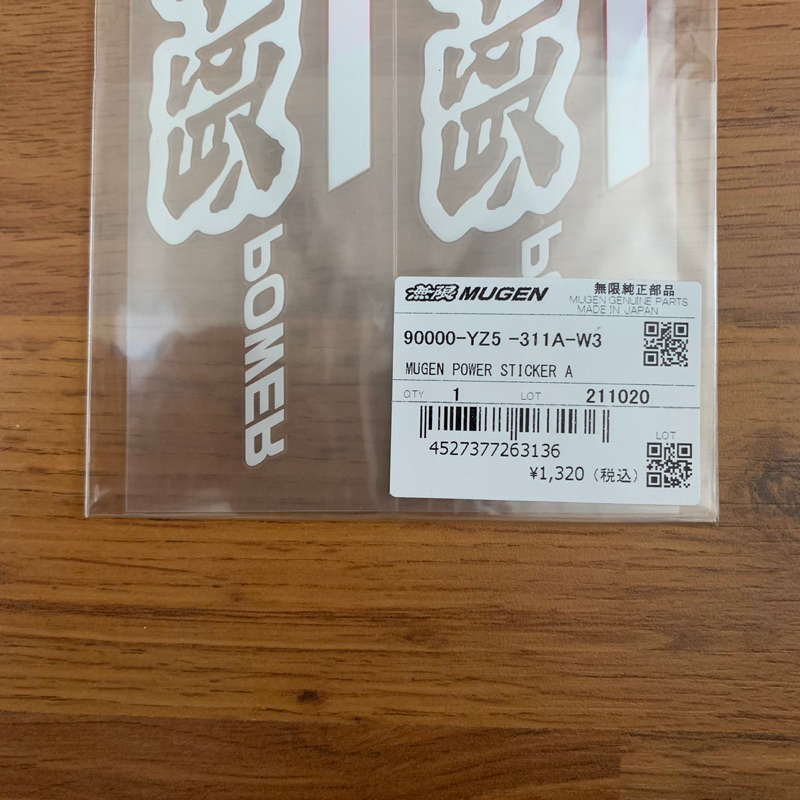 POWER
無限 MUGEN
無限純正部品
MUGEN GENUINE PARTS
MADE IN JAPAN
90000-YZ5 -311A-W3
MUGEN POWER STICKER A
QTY 1 LOT 211020
4527377263136
LOT
¥1,320 (税込)